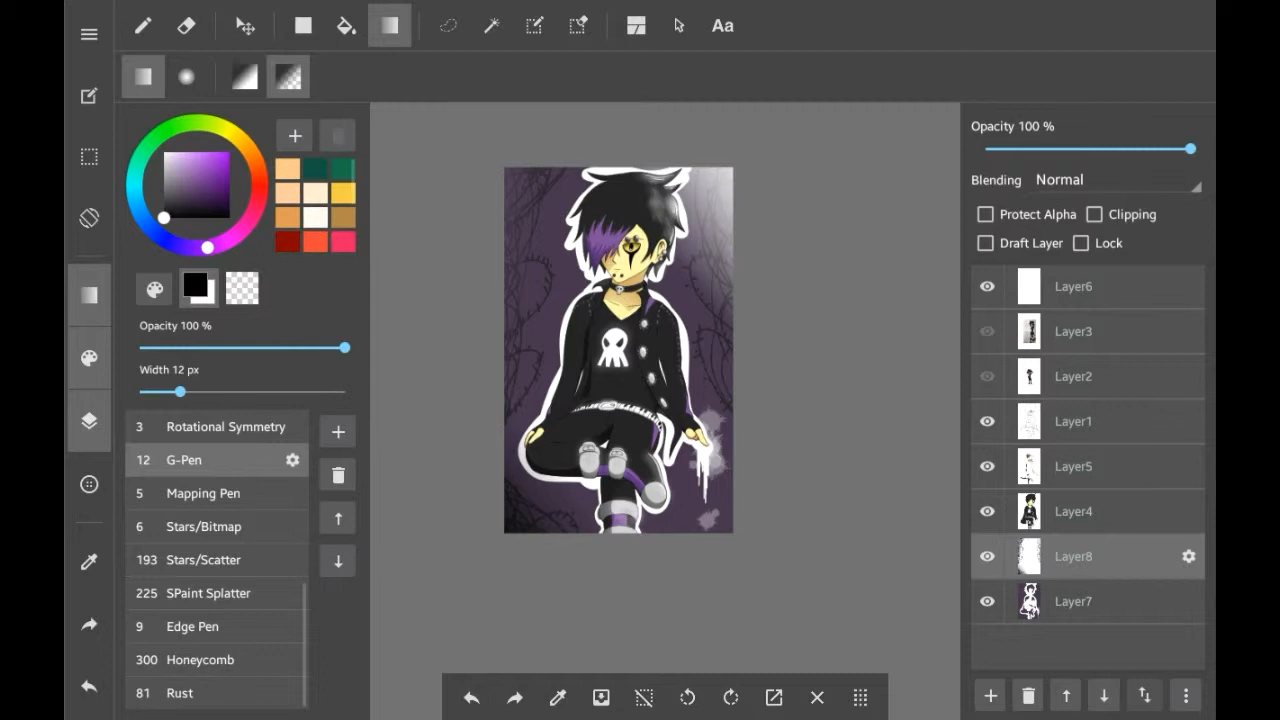 Aa
Opacity 100 %
Width 12 px
3 Rotational Symmetry
12 G-Pen
5 Mapping Pen
6 Stars/Bitmap
193 Stars/Scatter
225 SPaint Splatter
9 Edge Pen
300 Honeycomb
81 Rust
Opacity 100 %
Blending Normal
Protect Alpha Clipping
Draft Layer Lock
Layer6
Layer3
Layer2
Layer1
Layer5
Layer4
Layer8
Layer7